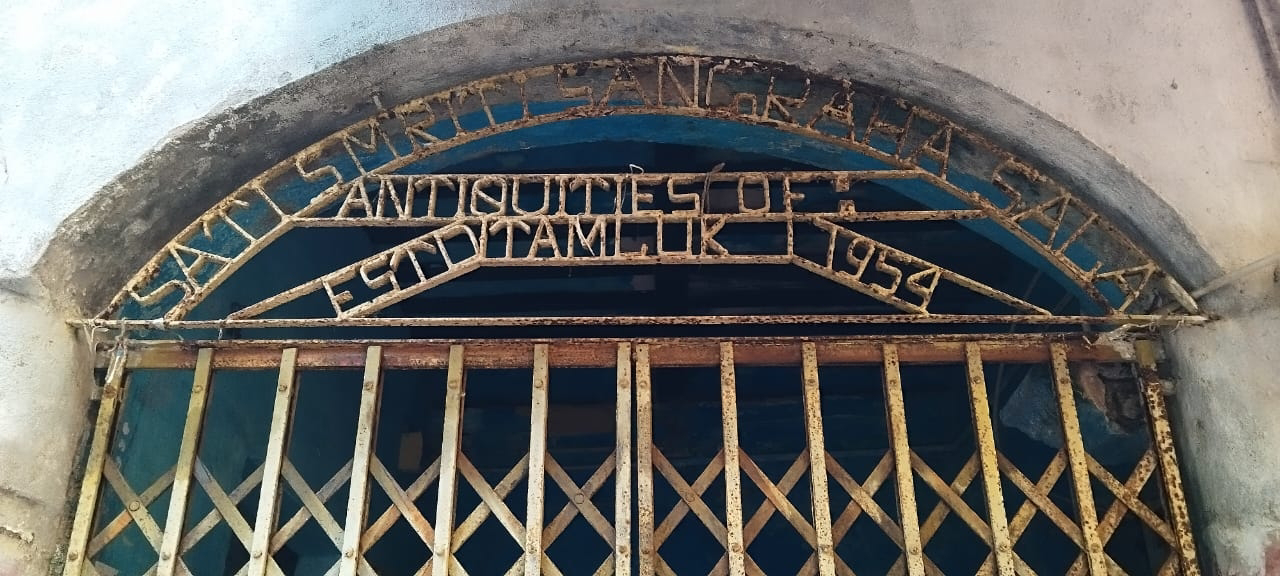 SATI SMRITI SANGRAHA SALA
ANTIQUITIES OF :
ESTD TAMLUK 1954